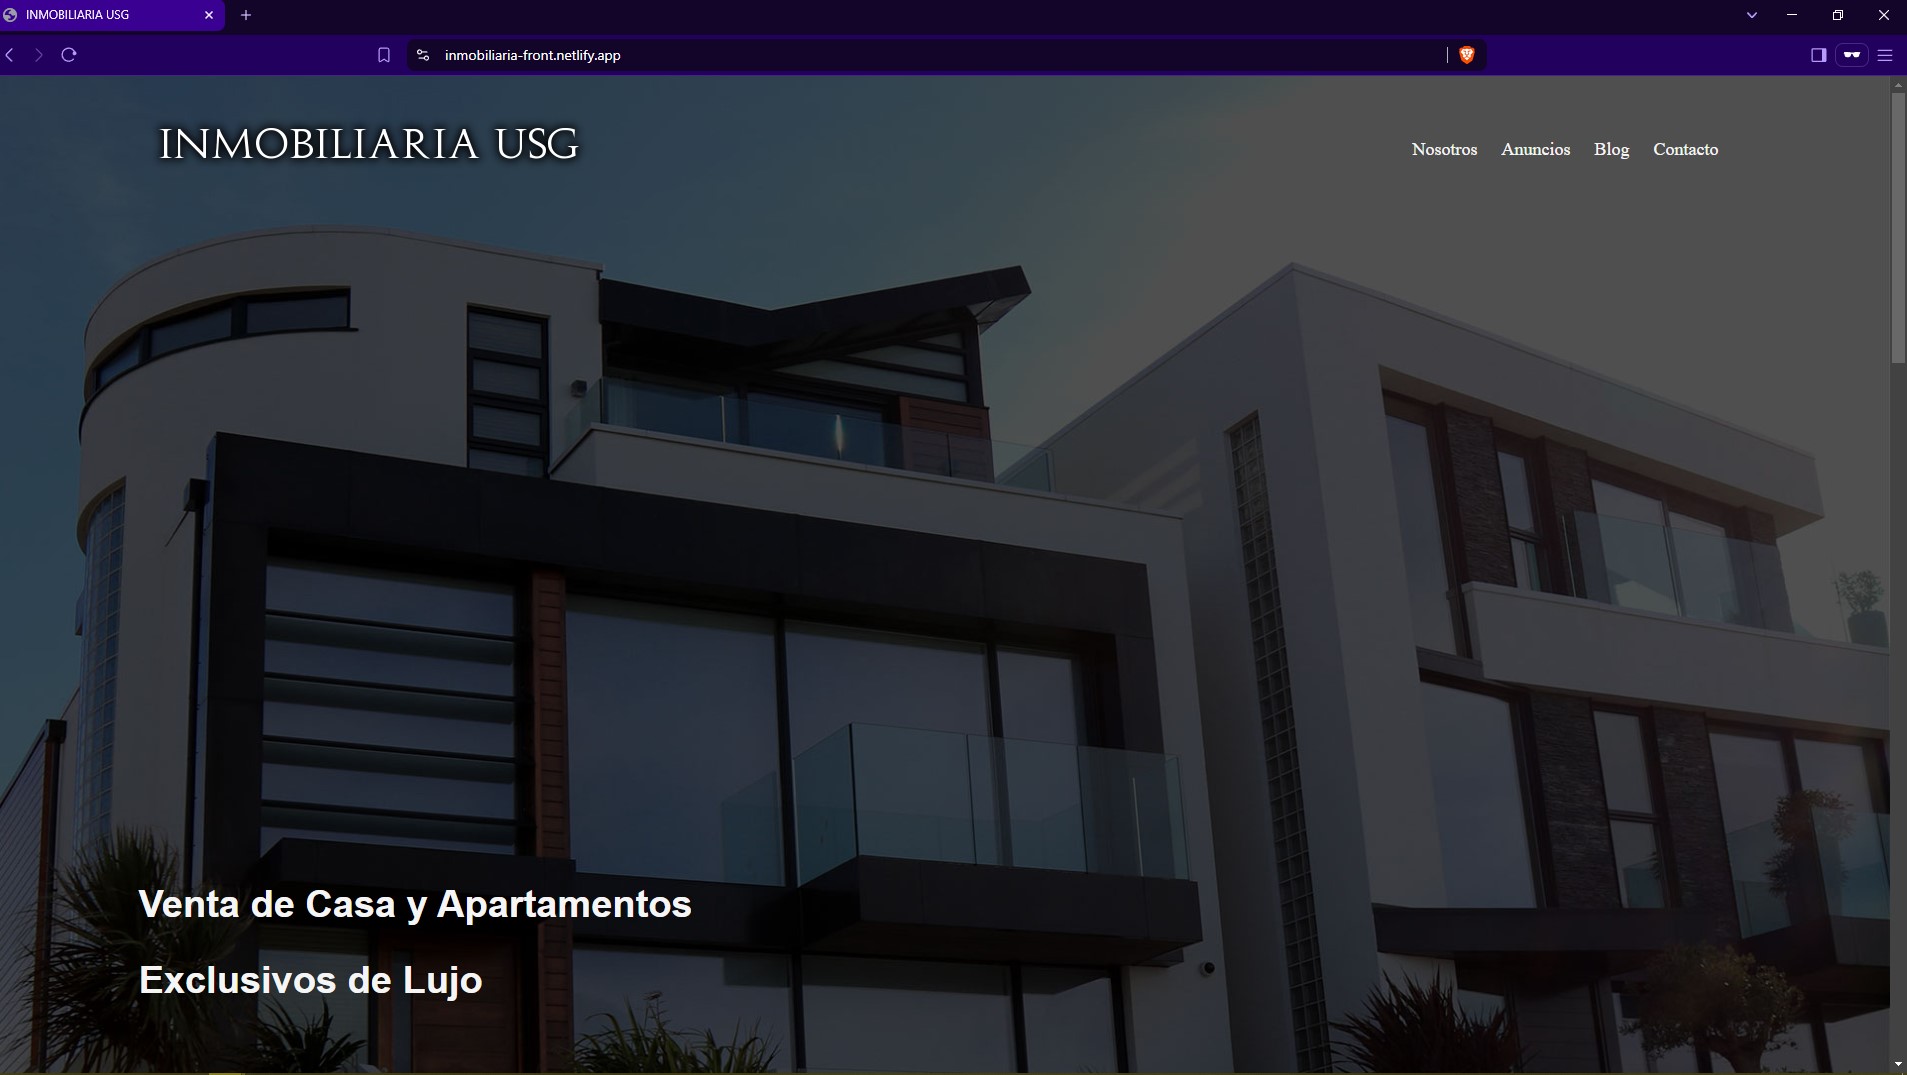 INMOBILIARIA USG
inmobiliaria-front.netlify.app
INMOBILIARIA USG
Nosotros Anuncios Blog Contacto
Venta de Casa y Apartamentos
Exclusivos de Lujo